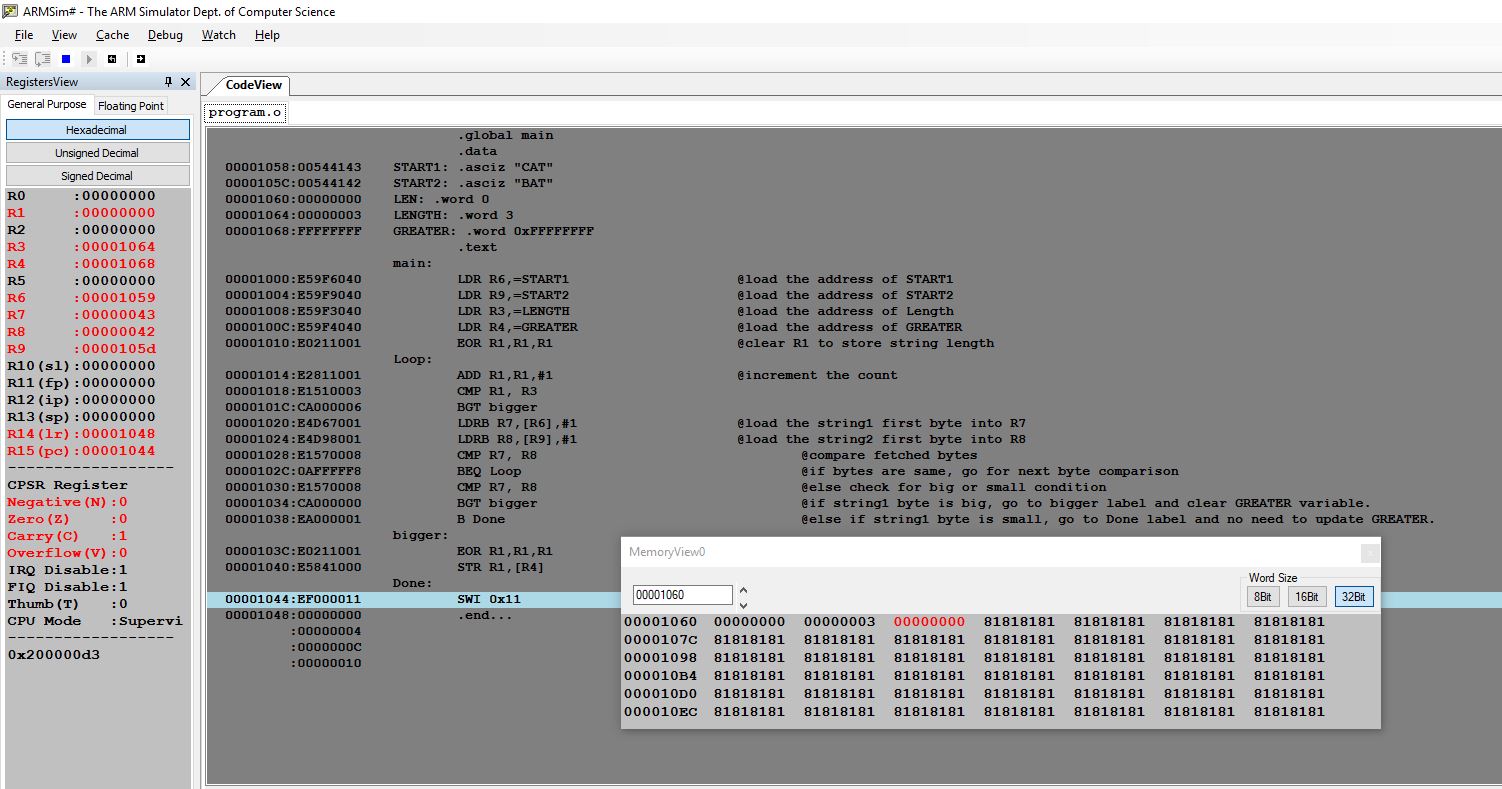 ARMSim# - The ARM Simulator Dept. of Computer Science
File View Cache Debug Watch Help
RegistersView
General Purpose Floating Point
Hexadecimal
Unsigned Decimal
Signed Decimal
R0 :00000000
R1 :00000000
R2 :00000000
R3 :00001064
R4 :00001068
R5 :00000000
R6 :00001059
R7 :00000043
R8 :00000042
R9 :0000105d
R10(sl):00000000
R11(fp):00000000
R12(ip):00000000
R13(sp):00000000
R14(lr):00001048
R15(pc):00001044
------------------
CPSR Register
Negative(N):0
Zero(Z) :0
Carry(C) :1
Overflow(V):0
IRQ Disable:1
FIQ Disable:1
Thumb(T) :0
CPU Mode :Supervi
------------------
0x200000d3
CodeView
program.o
.global main
.data
00001058:00544143 START1: .asciz "CAT"
0000105C:00544142 START2: .asciz "BAT"
00001060:00000000 LEN: .word 0
00001064:00000003 LENGTH: .word 3
00001068:FFFFFFFF GREATER: .word 0xFFFFFFFF
.text
main:
00001000:E59F6040 LDR R6,=START1 @load the address of START1
00001004:E59F9040 LDR R9,=START2 @load the address of START2
00001008:E59F3040 LDR R3,=LENGTH @load the address of Length
0000100C:E59F4040 LDR R4,=GREATER @load the address of GREATER
00001010:E0211001 EOR R1,R1,R1 @clear R1 to store string length
Loop:
00001014:E2811001 ADD R1,R1,#1 @increment the count
00001018:E1510003 CMP R1, R3
0000101C:CA000006 BGT bigger
00001020:E4D67001 LDRB R7,[R6],#1 @load the string1 first byte into R7
00001024:E4D98001 LDRB R8,[R9],#1 @load the string2 first byte into R8
00001028:E1570008 CMP R7, R8 @compare fetched bytes
0000102C:0AFFFFF8 BEQ Loop @if bytes are same, go for next byte comparison
00001030:E1570008 CMP R7, R8 @else check for big or small condition
00001034:CA000000 BGT bigger @if string1 byte is big, go to bigger label and clear GREATER variable.
00001038:EA000001 B Done @else if string1 byte is small, go to Done label and no need to update GREATER.
bigger:
0000103C:E0211001 EOR R1,R1,R1
00001040:E5841000 STR R1,[R4]
Done:
00001044:EF000011 SWI 0x11
00001048:00000000 .end...
:00000004
:0000000C
:00000010
MemoryView0
00001060
Word Size
8Bit 16Bit 32Bit
00001060 00000000 00000003 00000000 81818181 81818181 81818181 81818181
0000107C 81818181 81818181 81818181 81818181 81818181 81818181 81818181
00001098 81818181 81818181 81818181 81818181 81818181 81818181 81818181
000010B4 81818181 81818181 81818181 81818181 81818181 81818181 81818181
000010D0 81818181 81818181 81818181 81818181 81818181 81818181 81818181
000010EC 81818181 81818181 81818181 81818181 81818181 81818181 81818181